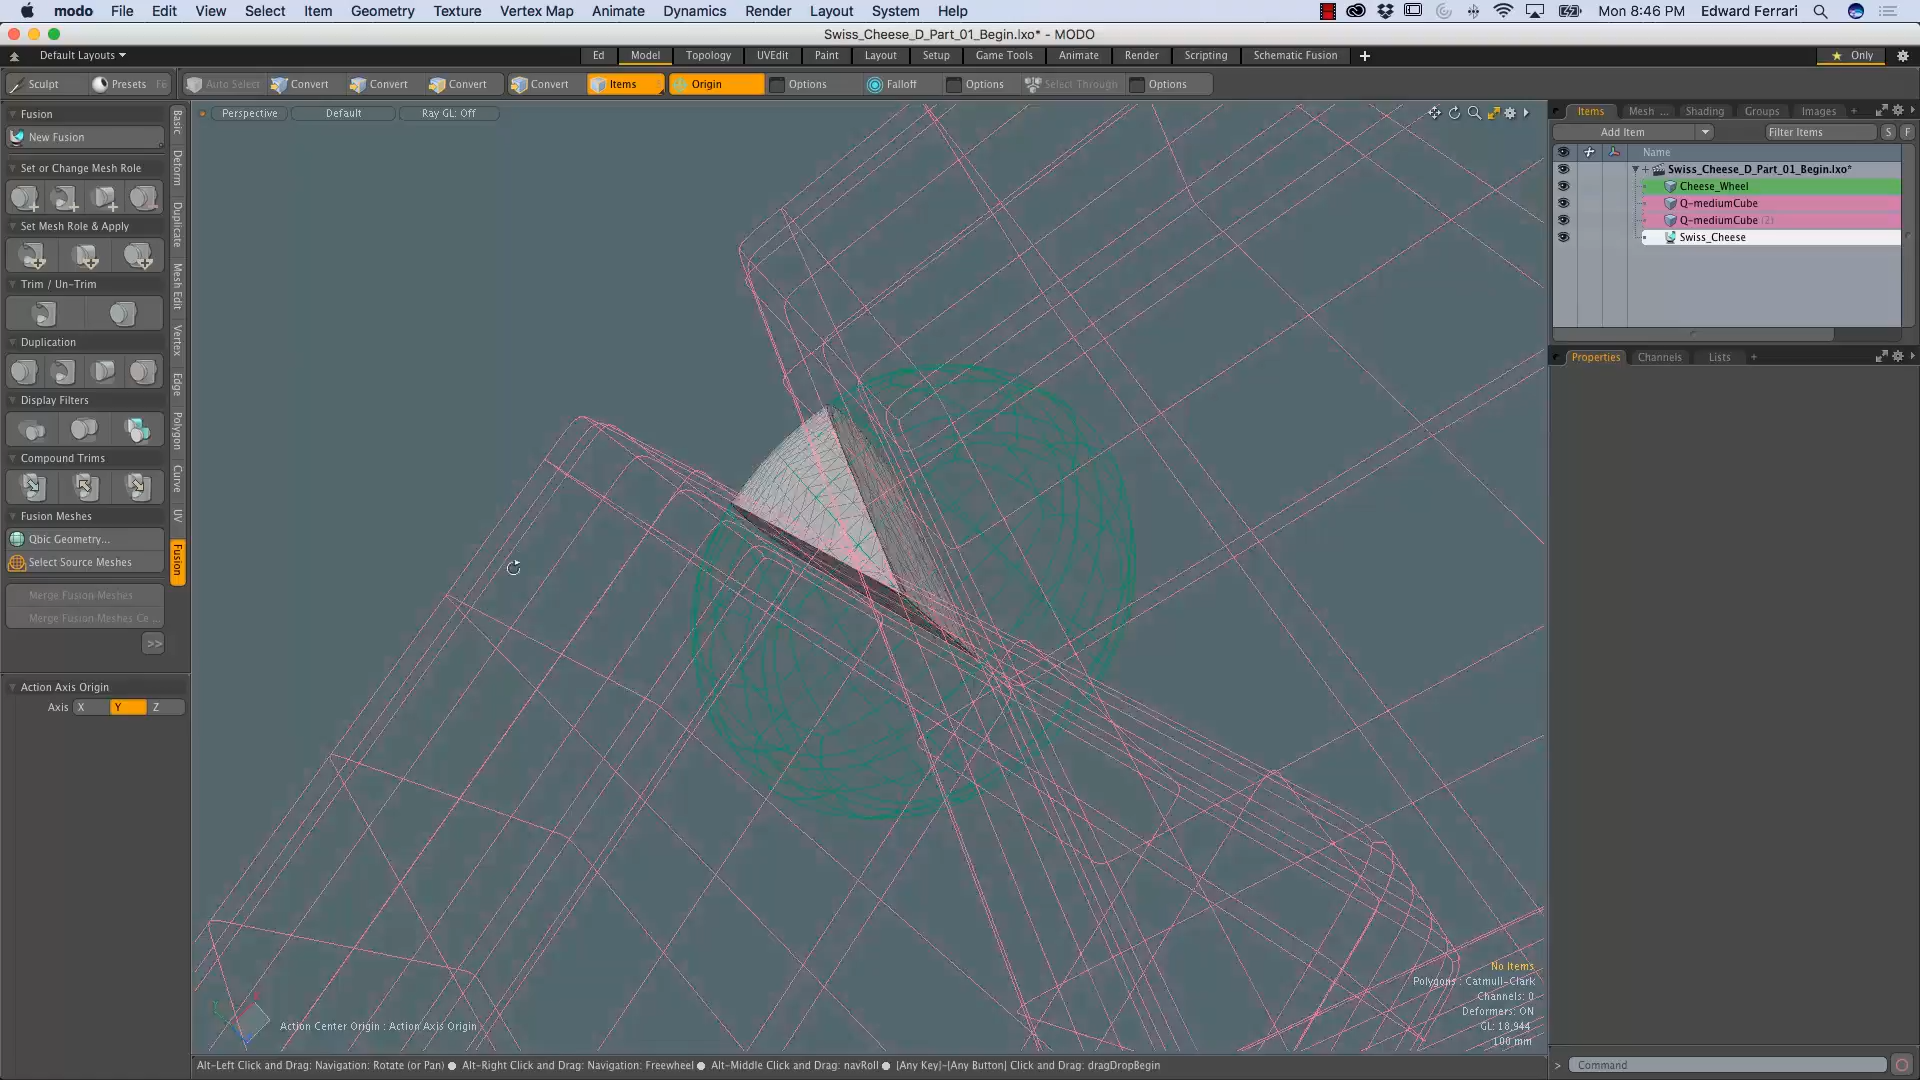 modo File Edit View Select Item Geometry Texture Vertex Map Animate Dynamics Render Layout System Help Mon 8:46 PM Edward Ferrari
Swiss_Cheese_D_Part_01_Begin.lxo* - MODO
Default Layouts Ed Model Topology UVEdit Paint Layout Setup Game Tools Animate Render Scripting Schematic Fusion + Only
Sculpt Presets F6 Auto Select Convert Convert Convert Convert Items Origin Options Falloff Options Select Through Options
Fusion
New Fusion
Set or Change Mesh Role
Set Mesh Role & Apply
Trim / Un-Trim
Duplication
Display Filters
Compound Trims
Fusion Meshes
Qbic Geometry...
Select Source Meshes
Merge Fusion Meshes
Merge Fusion Meshes Ce ...
>>
Basic
Deform
Duplicate
Mesh Edit
Vertex
Edge
Polygon
Curve
UV
Fusion
Action Axis Origin
Axis X Y Z
Perspective Default Ray GL: Off
Action Center Origin : Action Axis Origin
No Items
Polygons : Catmull-Clark
Channels: 0
Deformers: ON
GL: 18,944
100 mm
Alt-Left Click and Drag: Navigation: Rotate (or Pan) ● Alt-Right Click and Drag: Navigation: Freewheel ● Alt-Middle Click and Drag: navRoll ● [Any Key]-[Any Button] Click and Drag: dragDropBegin
Items Mesh ... Shading Groups Images +
Add Item Filter Items S F
Name
Swiss_Cheese_D_Part_01_Begin.lxo*
Cheese_Wheel
Q-mediumCube
Q-mediumCube (2)
Swiss_Cheese
Properties Channels Lists +
> Command